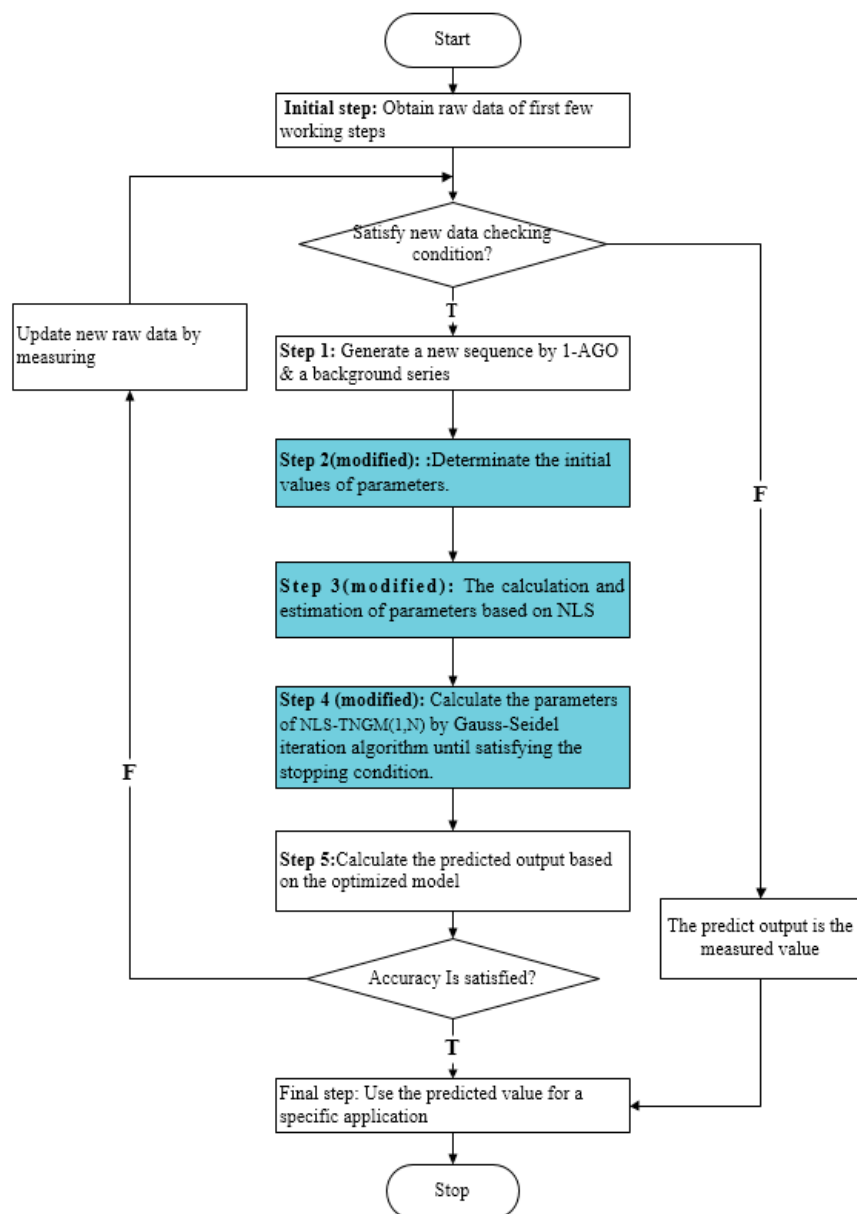 Start
Initial step: Obtain raw data of first few
working steps
Satisfy new data checking
condition?
T
Update new raw data by
measuring
Step 1: Generate a new sequence by 1-AGO
& a background series
Step 2(modified): :Determinate the initial
values of parameters.
F
Step 3(modified): The calculation and
estimation of parameters based on NLS
Step 4 (modified): Calculate the parameters
of NLS-TNGM(1,N) by Gauss-Seidel
iteration algorithm until satisfying the
stopping condition.
F
Step 5:Calculate the predicted output based
on the optimized model
The predict output is the
measured value
Accuracy Is satisfied?
T
Final step: Use the predicted value for a
specific application
Stop